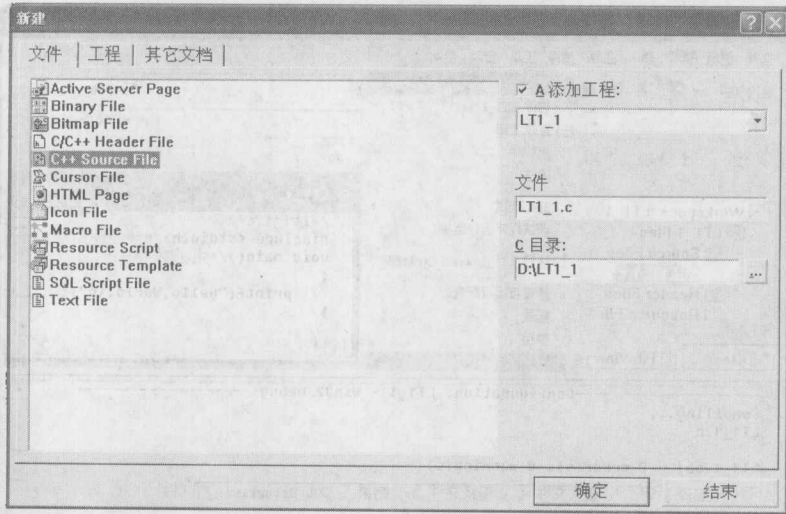 新建
文件 工程 其它文档
Active Server Page
Binary File
Bitmap File
C/C++ Header File
C++ Source File
Cursor File
HTML Page
Icon File
Macro File
Resource Script
Resource Template
SQL Script File
Text File
A添加工程:
LT1_1
文件
LT1_1.c
C目录:
D:\LT1_1
...
确定 结束